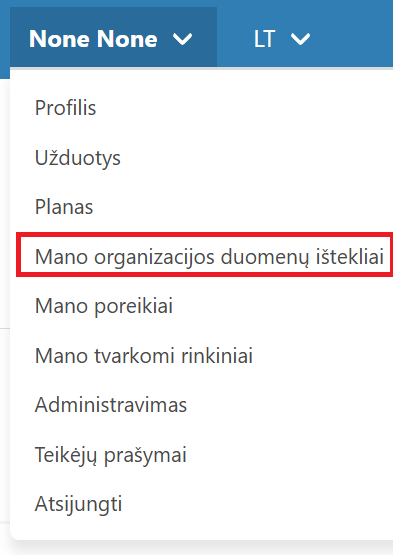 None None
LT
Profilis
Užduotys
Planas
Mano organizacijos duomenų ištekliai
Mano poreikiai
Mano tvarkomi rinkiniai
Administravimas
Teikėjų prašymai
Atsijungti